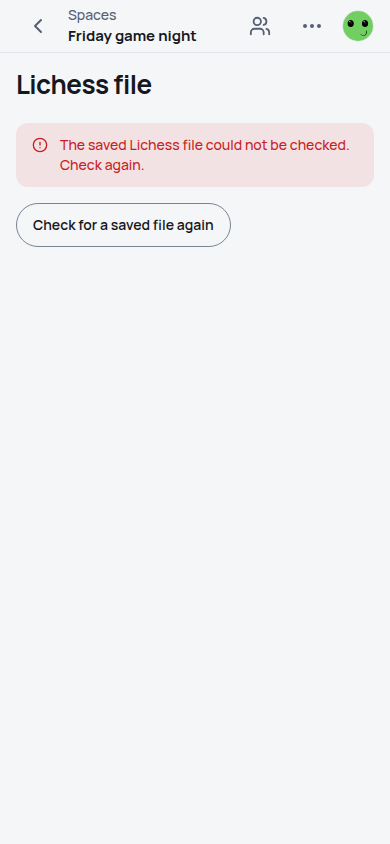 Spaces
Friday game night
Lichess file
The saved Lichess file could not be checked.
Check again.
Check for a saved file again